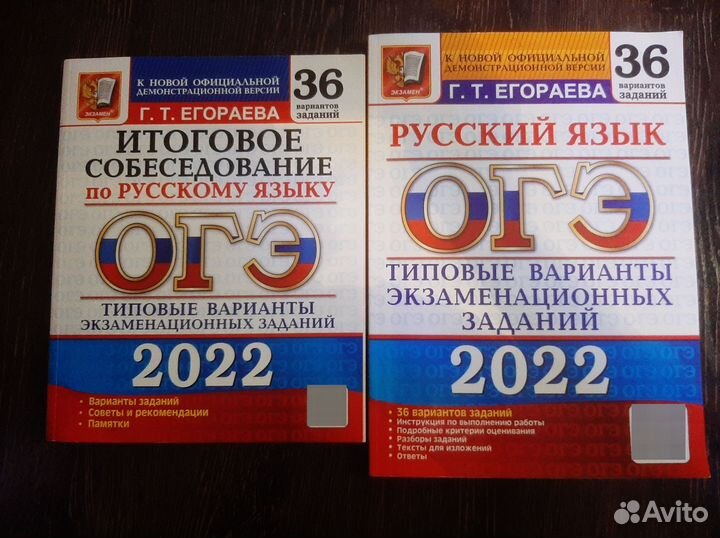 К НОВОЙ ОФИЦИАЛЬНОЙ
ДЕМОНСТРАЦИОННОЙ ВЕРСИИ
ЭКЗАМЕН
36
вариантов
заданий
Г. Т. ЕГОРАЕВА
ИТОГОВОЕ
СОБЕСЕДОВАНИЕ
по РУССКОМУ ЯЗЫКУ
ОГЭ
ТИПОВЫЕ ВАРИАНТЫ
ЭКЗАМЕНАЦИОННЫХ ЗАДАНИЙ
2022
• Варианты заданий
• Советы и рекомендации
• Памятки
К НОВОЙ ОФИЦИАЛЬНОЙ
ДЕМОНСТРАЦИОННОЙ ВЕРСИИ
ЭКЗАМЕН
36
вариантов
заданий
Г. Т. ЕГОРАЕВА
РУССКИЙ ЯЗЫК
ОГЭ
ТИПОВЫЕ ВАРИАНТЫ
ЭКЗАМЕНАЦИОННЫХ
ЗАДАНИЙ
2022
• 36 вариантов заданий
• Инструкция по выполнению работы
• Подробные критерии оценивания
• Разборы заданий
• Тексты для изложений
• Ответы
Avito